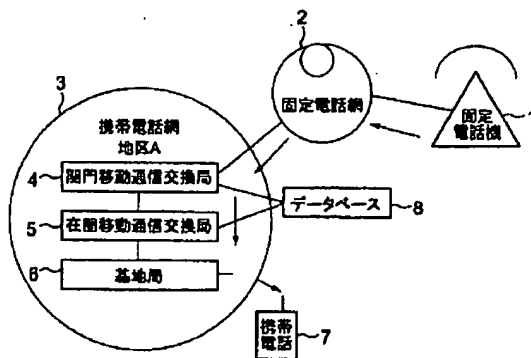 2
3
固定電話網
固定
電話機
1
携帯電話網
地区A
4
関門移動通信交換局
データベース
8
5
在圏移動通信交換局
6
基地局
携帯
電話
7